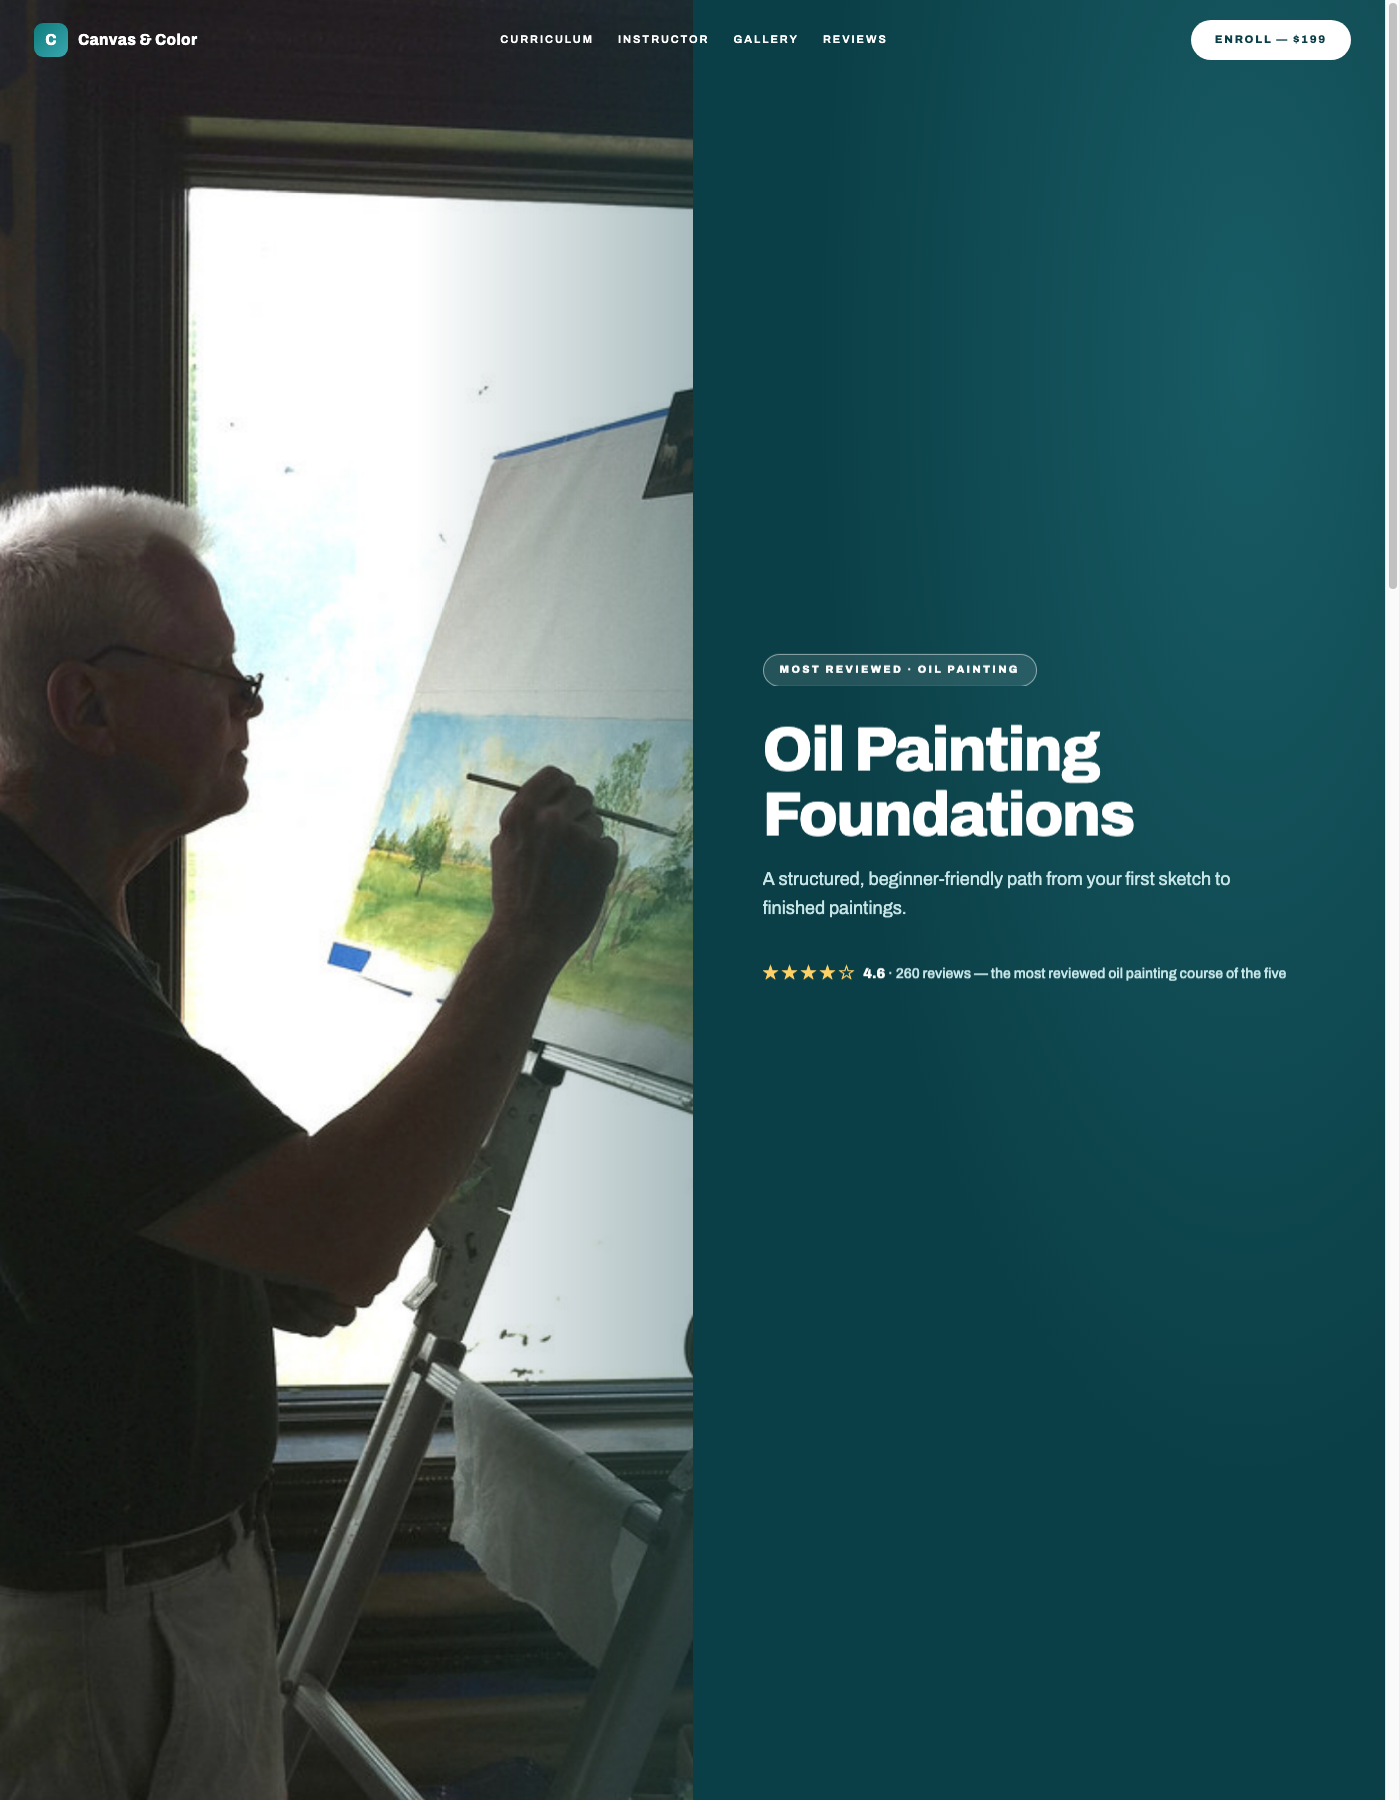 C
Canvas & Color
CURRICULUM
INSTRUCTOR
GALLERY
REVIEWS
ENROLL — $199
MOST REVIEWED · OIL PAINTING
Oil Painting
Foundations
A structured, beginner-friendly path from your first sketch to
finished paintings.
★★★★☆ 4.6 · 260 reviews — the most reviewed oil painting course of the five